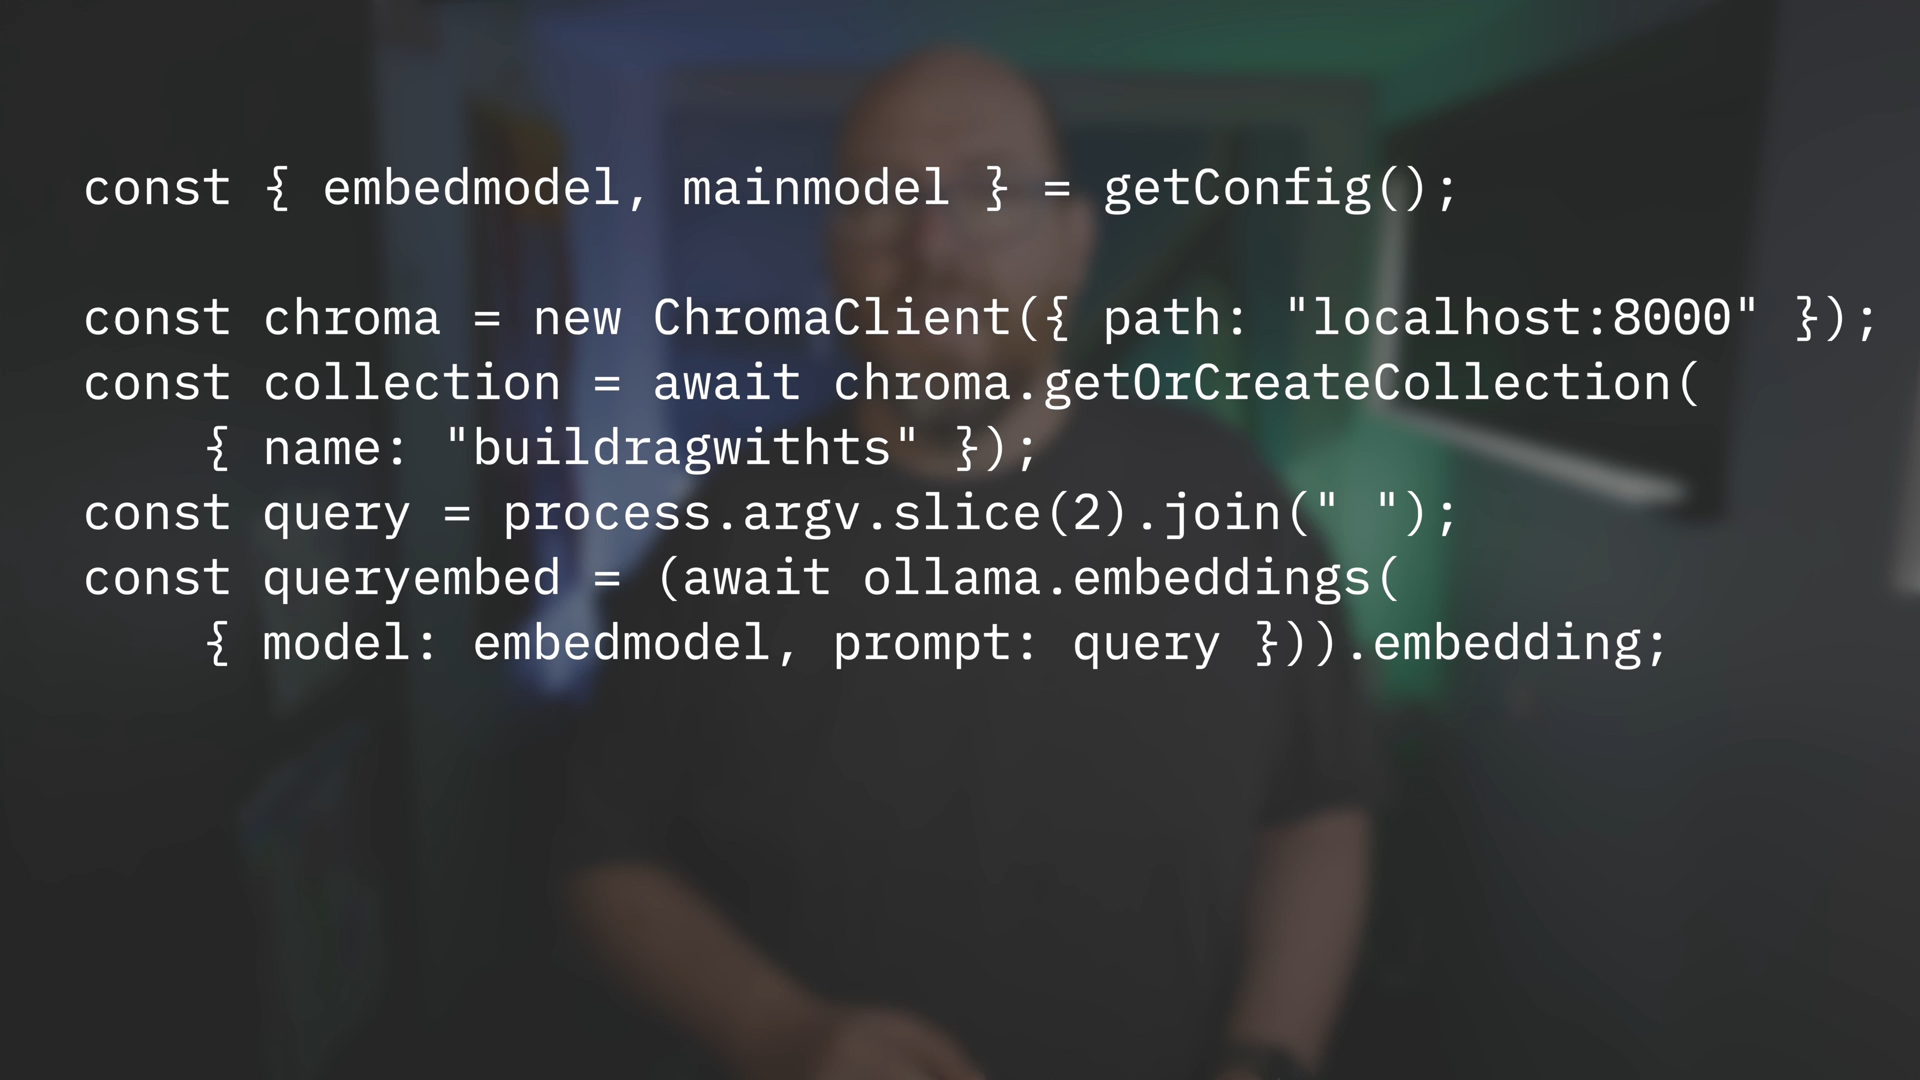 const { embedmodel, mainmodel } = getConfig();
const chroma = new ChromaClient({ path: "localhost:8000" });
const collection = await chroma.getOrCreateCollection(
    { name: "buildragwithts" });
const query = process.argv.slice(2).join(" ");
const queryembed = (await ollama.embeddings(
    { model: embedmodel, prompt: query })).embedding;